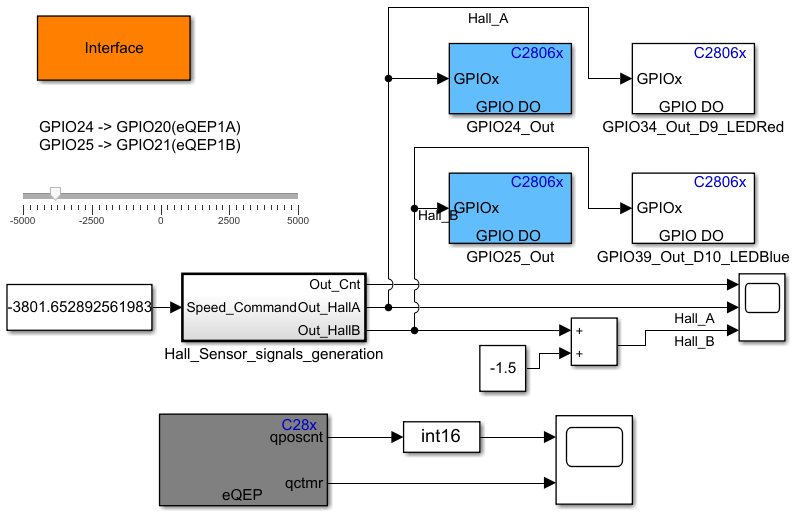 Hall_A
Interface
C2806x
GPIOx
GPIO DO
GPIO24_Out
C2806x
GPIOx
GPIO DO
GPIO34_Out_D9_LEDRed
GPIO24 -> GPIO20(eQEP1A)
GPIO25 -> GPIO21(eQEP1B)
-5000 -2500 0 2500 5000
C2806x
GPIOx
Hall_B
GPIO DO
GPIO25_Out
C2806x
GPIOx
GPIO DO
GPIO39_Out_D10_LEDBlue
-3801.652892561983
Speed_Command
Out_Cnt
Out_HallA
Out_HallB
Hall_Sensor_signals_generation
-1.5
+
+
Hall_A
Hall_B
C28x
qposcnt
qctmr
eQEP
int16